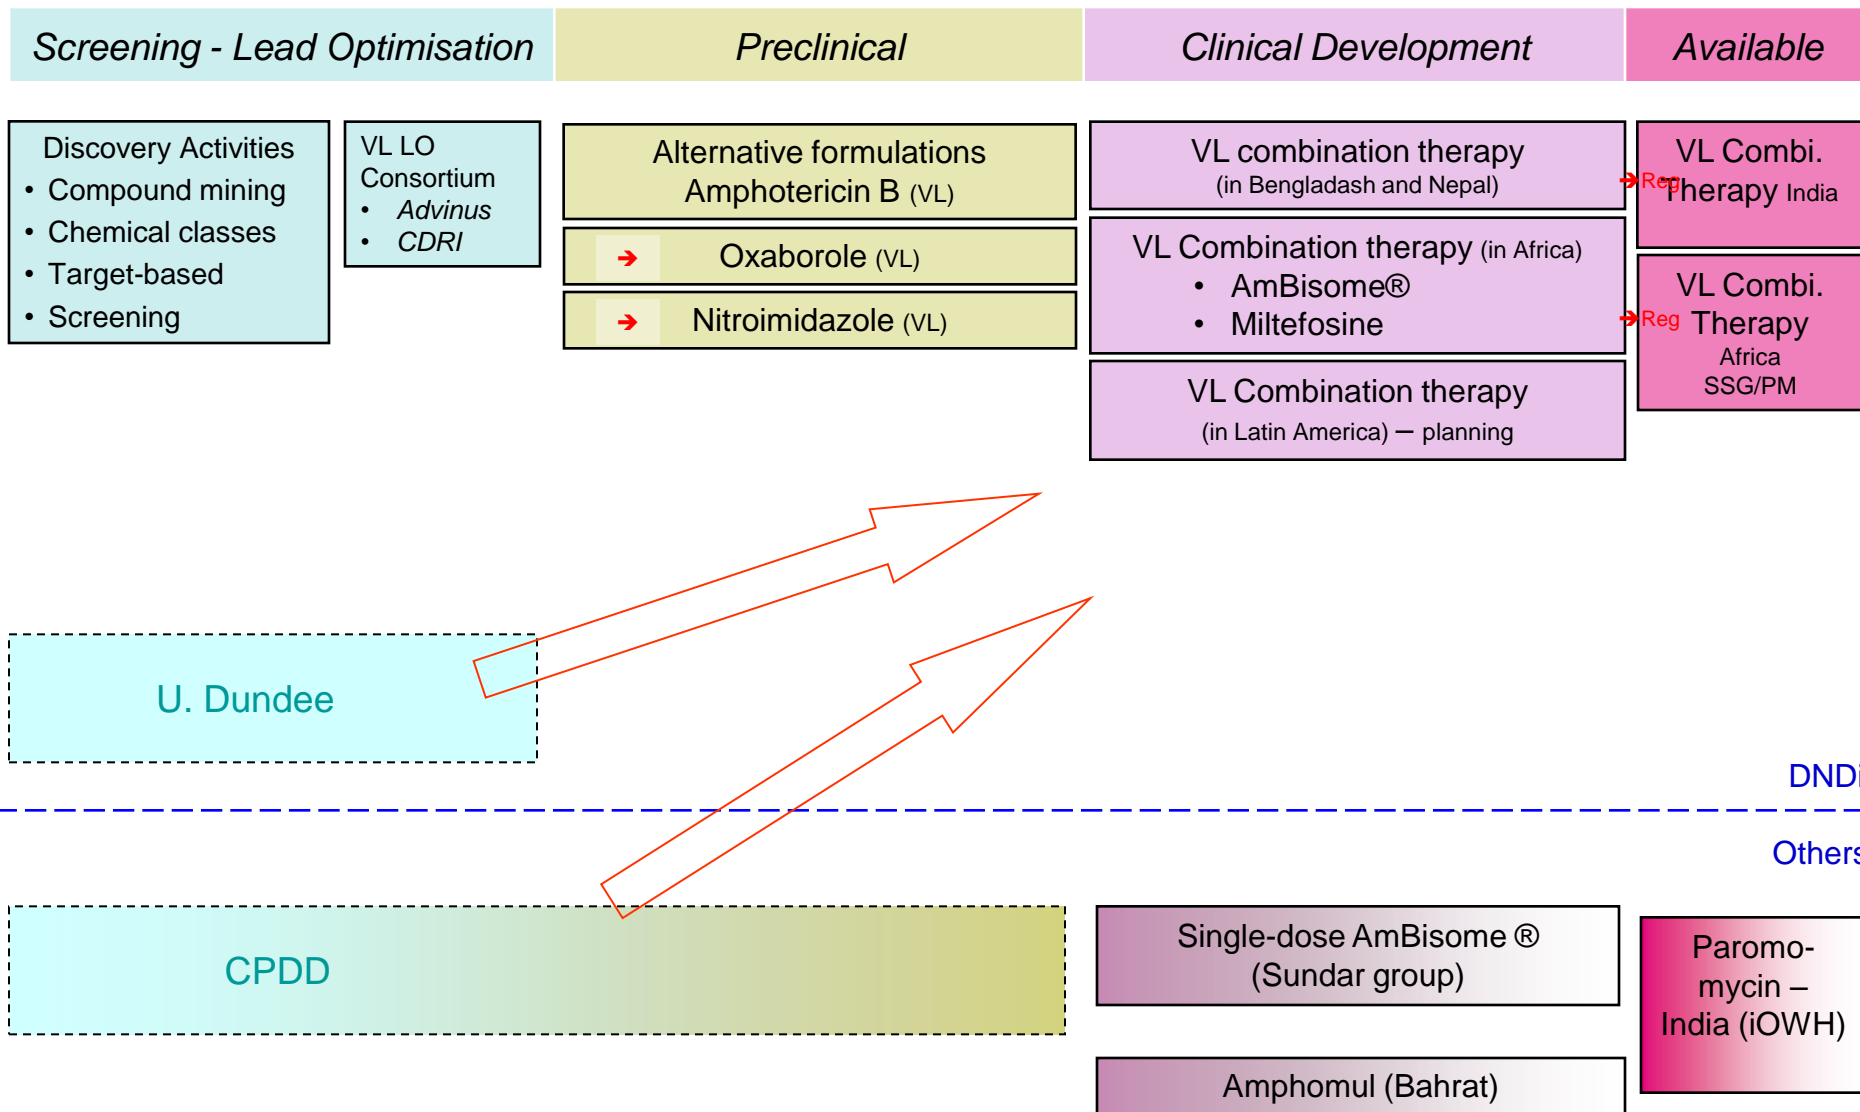 Screening - Lead Optimisation
Preclinical
Clinical Development
Available
Discovery Activities
• Compound mining
• Chemical classes
• Target-based
• Screening
VL LO
Consortium
• Advinus
• CDRI
Alternative formulations
Amphotericin B (VL)
➔ Oxaborole (VL)
➔ Nitroimidazole (VL)
VL combination therapy
(in Bengladash and Nepal)
VL Combination therapy (in Africa)
• AmBisome®
• Miltefosine
VL Combination therapy
(in Latin America) – planning
➔Reg
VL Combi.
Therapy India
➔Reg
VL Combi.
Therapy
Africa
SSG/PM
U. Dundee
DNDi
Others
CPDD
Single-dose AmBisome ®
(Sundar group)
Amphomul (Bahrat)
Paromo-
mycin –
India (iOWH)